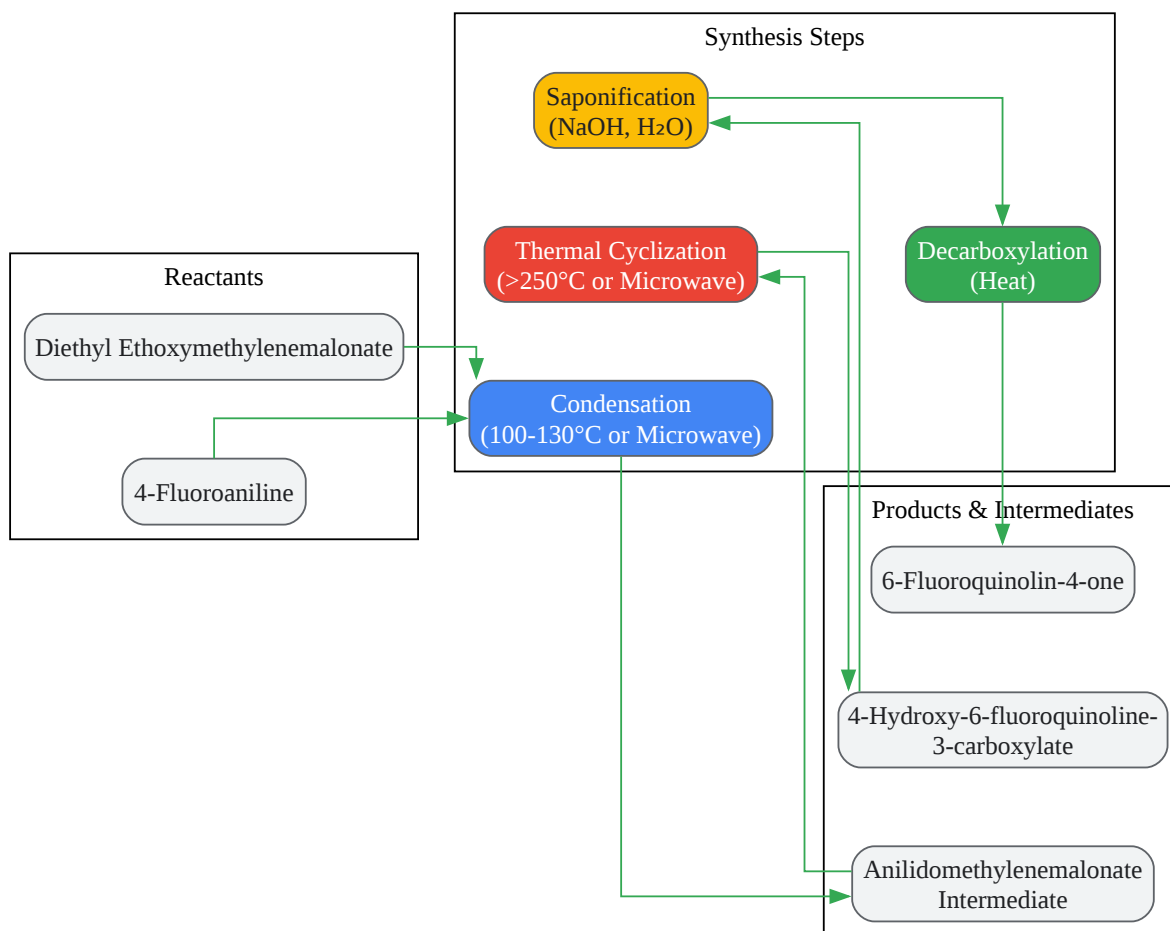 Synthesis Steps
Saponification
(NaOH, H₂O)
Thermal Cyclization
(>250°C or Microwave)
Decarboxylation
(Heat)
Reactants
Diethyl Ethoxymethylenemalonate
4-Fluoroaniline
Condensation
(100-130°C or Microwave)
Products & Intermediates
6-Fluoroquinolin-4-one
4-Hydroxy-6-fluoroquinoline-
3-carboxylate
Anilidomethylenemalonate
Intermediate